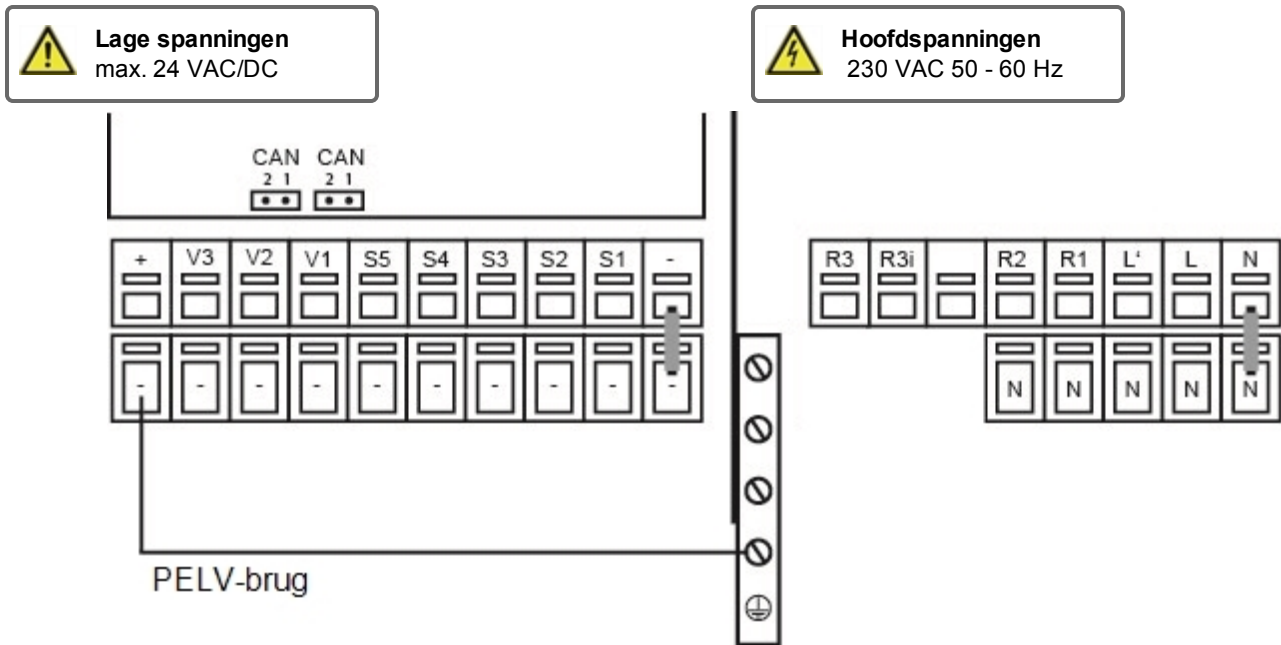 Lage spanningen
max. 24 VAC/DC
Hoofdspanningen
230 VAC 50 - 60 Hz
CAN CAN
2 1 2 1
+ V3 V2 V1 S5 S4 S3 S2 S1 -
- - - - - - - - - -
R3 R3i R2 R1 L' L N
N N N N N
PELV-brug